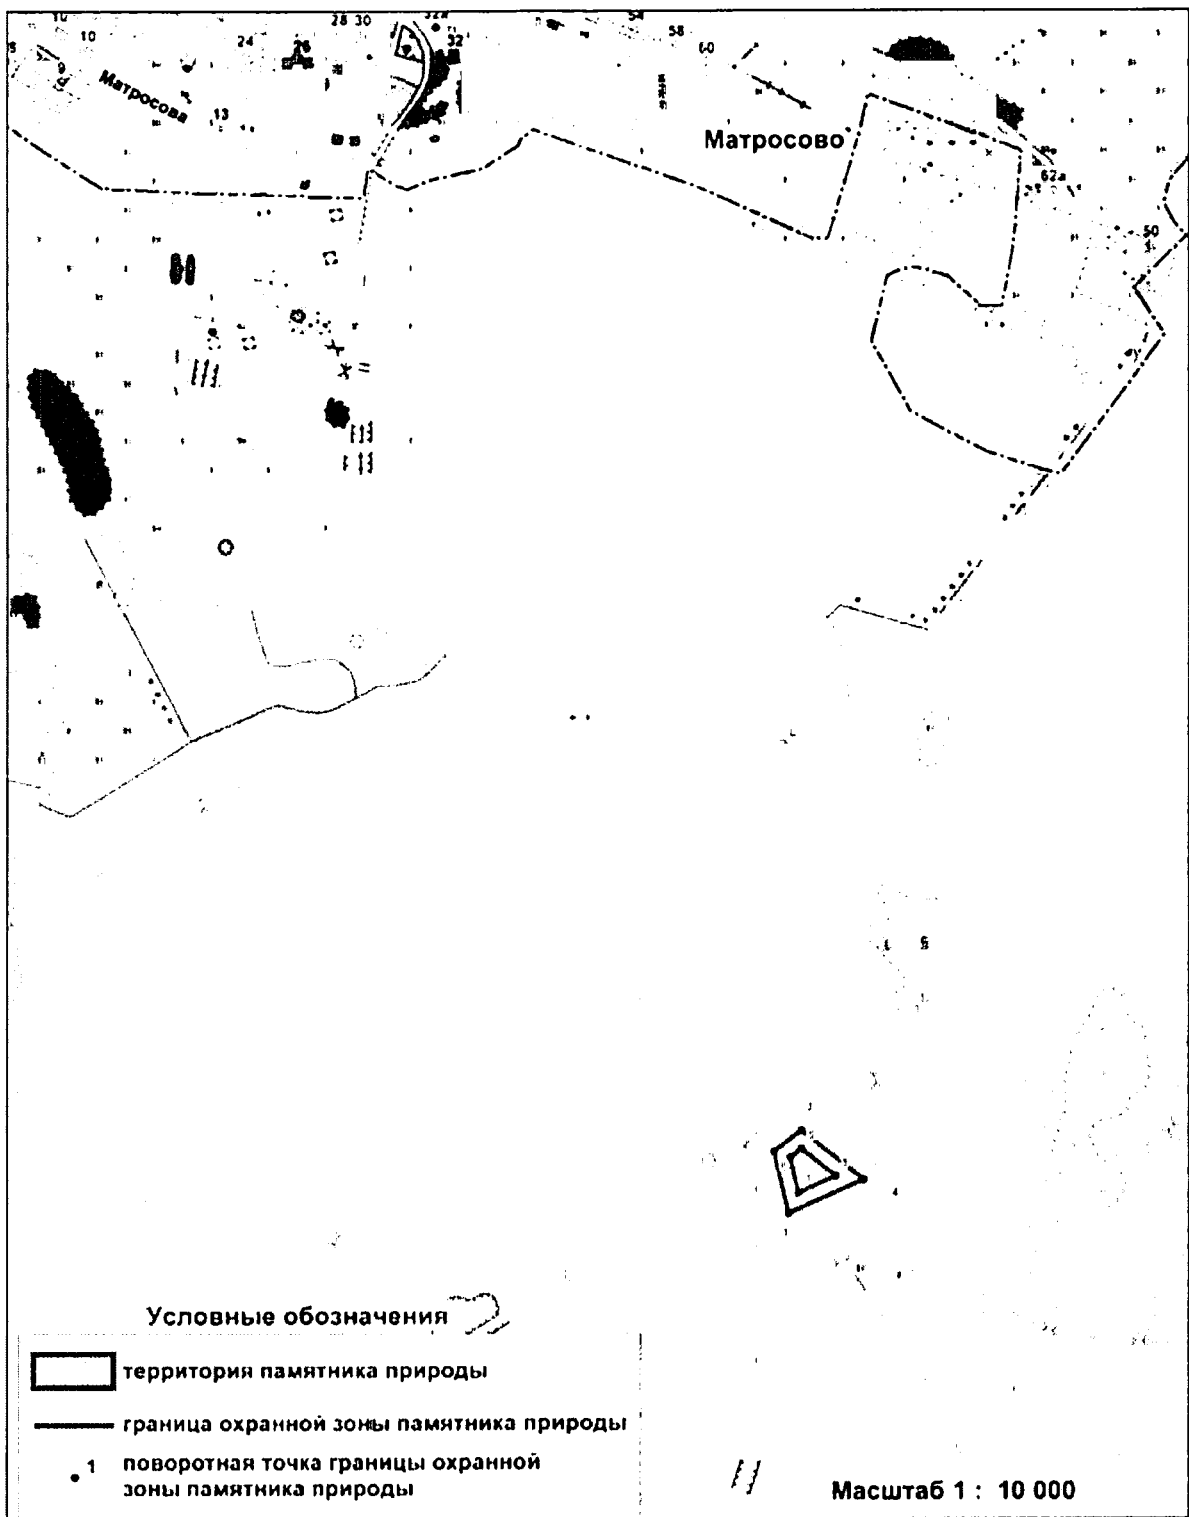 10
28 30
32а
54
10
24
26
32
58
60
9
Матросова
13
Матросово
62а
50
1
4
Условные обозначения
территория памятника природы
граница охранной зоны памятника природы
1 поворотная точка границы охранной
зоны памятника природы
Масштаб 1 : 10 000